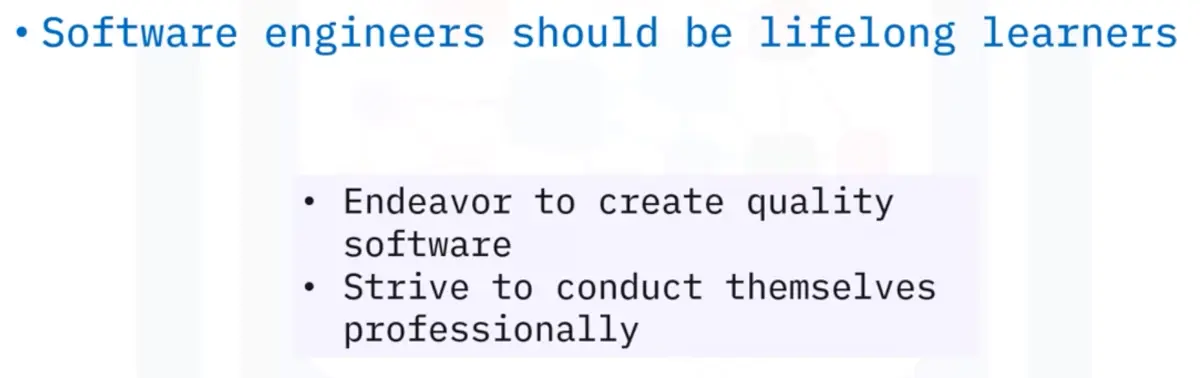 • Software engineers should be lifelong learners
• Endeavor to create quality
software
• Strive to conduct themselves
professionally